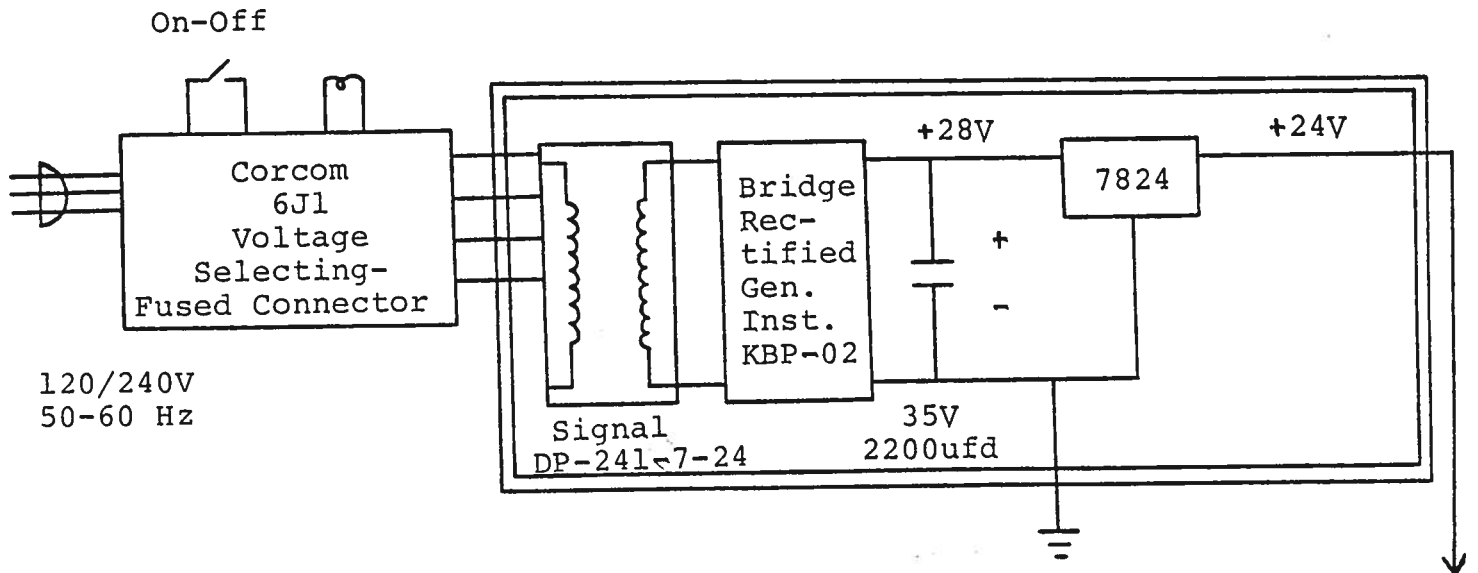 On-Off
Corcom
6J1
Voltage
Selecting-
Fused Connector
120/240V
50-60 Hz
Signal
DP-241-7-24
Bridge
Rec-
tified
Gen.
Inst.
KBP-02
+28V
+
-
35V
2200ufd
7824
+24V